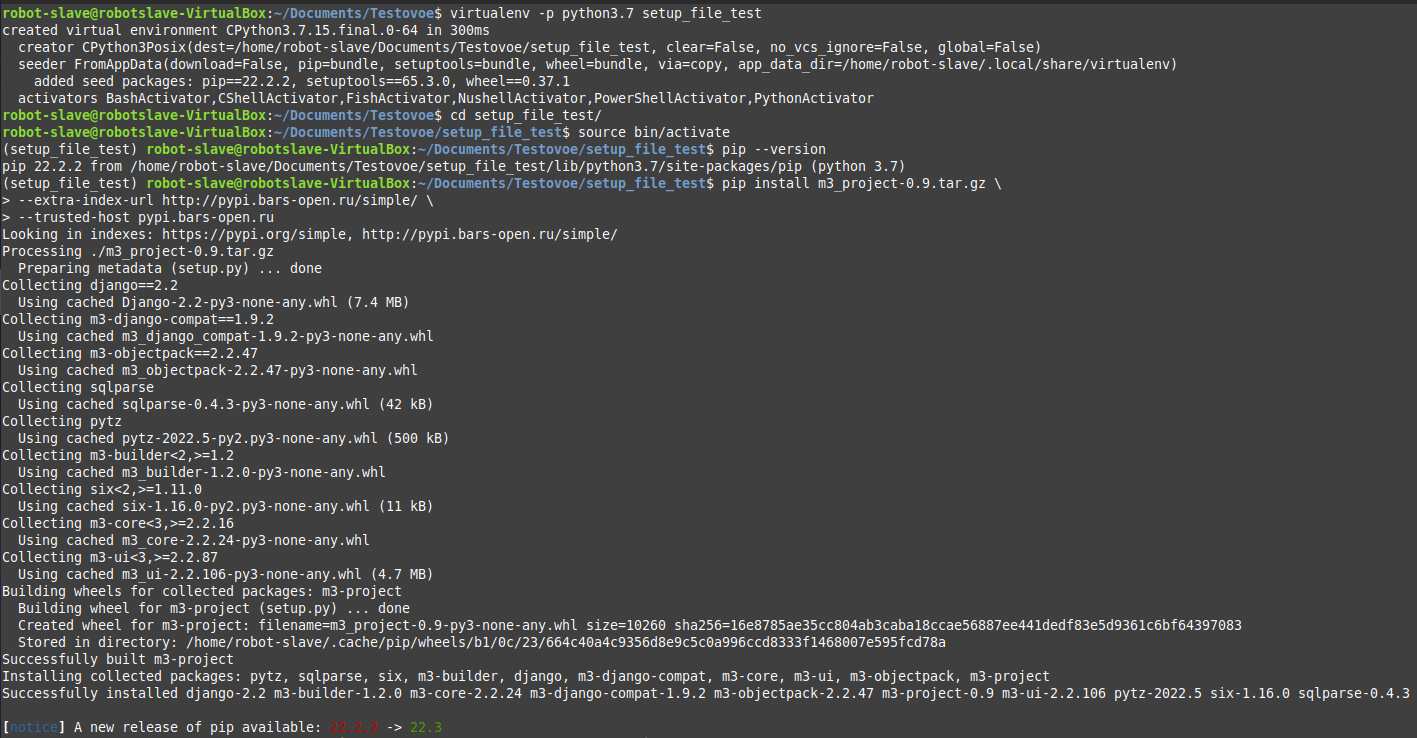 robot-slave@robotslave-VirtualBox:~/Documents/Testovoe$ virtualenv -p python3.7 setup_file_test
created virtual environment CPython3.7.15.final.0-64 in 300ms
  creator CPython3Posix(dest=/home/robot-slave/Documents/Testovoe/setup_file_test, clear=False, no_vcs_ignore=False, global=False)
  seeder FromAppData(download=False, pip=bundle, setuptools=bundle, wheel=bundle, via=copy, app_data_dir=/home/robot-slave/.local/share/virtualenv)
    added seed packages: pip==22.2.2, setuptools==65.3.0, wheel==0.37.1
  activators BashActivator,CShellActivator,FishActivator,NushellActivator,PowerShellActivator,PythonActivator
robot-slave@robotslave-VirtualBox:~/Documents/Testovoe$ cd setup_file_test/
robot-slave@robotslave-VirtualBox:~/Documents/Testovoe/setup_file_test$ source bin/activate
(setup_file_test) robot-slave@robotslave-VirtualBox:~/Documents/Testovoe/setup_file_test$ pip --version
pip 22.2.2 from /home/robot-slave/Documents/Testovoe/setup_file_test/lib/python3.7/site-packages/pip (python 3.7)
(setup_file_test) robot-slave@robotslave-VirtualBox:~/Documents/Testovoe/setup_file_test$ pip install m3_project-0.9.tar.gz \
> --extra-index-url http://pypi.bars-open.ru/simple/ \
> --trusted-host pypi.bars-open.ru
Looking in indexes: https://pypi.org/simple, http://pypi.bars-open.ru/simple/
Processing ./m3_project-0.9.tar.gz
  Preparing metadata (setup.py) ... done
Collecting django==2.2
  Using cached Django-2.2-py3-none-any.whl (7.4 MB)
Collecting m3-django-compat==1.9.2
  Using cached m3_django_compat-1.9.2-py3-none-any.whl
Collecting m3-objectpack==2.2.47
  Using cached m3_objectpack-2.2.47-py3-none-any.whl
Collecting sqlparse
  Using cached sqlparse-0.4.3-py3-none-any.whl (42 kB)
Collecting pytz
  Using cached pytz-2022.5-py2.py3-none-any.whl (500 kB)
Collecting m3-builder<2,>=1.2
  Using cached m3_builder-1.2.0-py3-none-any.whl
Collecting six<2,>=1.11.0
  Using cached six-1.16.0-py2.py3-none-any.whl (11 kB)
Collecting m3-core<3,>=2.2.16
  Using cached m3_core-2.2.24-py3-none-any.whl
Collecting m3-ui<3,>=2.2.87
  Using cached m3_ui-2.2.106-py3-none-any.whl (4.7 MB)
Building wheels for collected packages: m3-project
  Building wheel for m3-project (setup.py) ... done
  Created wheel for m3-project: filename=m3_project-0.9-py3-none-any.whl size=10260 sha256=16e8785ae35cc804ab3caba18ccae56887ee441dedf83e5d9361c6bf64397083
  Stored in directory: /home/robot-slave/.cache/pip/wheels/b1/0c/23/664c40a4c9356d8e9c5c0a996ccd8333f1468007e595fcd78a
Successfully built m3-project
Installing collected packages: pytz, sqlparse, six, m3-builder, django, m3-django-compat, m3-core, m3-ui, m3-objectpack, m3-project
Successfully installed django-2.2 m3-builder-1.2.0 m3-core-2.2.24 m3-django-compat-1.9.2 m3-objectpack-2.2.47 m3-project-0.9 m3-ui-2.2.106 pytz-2022.5 six-1.16.0 sqlparse-0.4.3
[notice] A new release of pip available: 22.2.2 -> 22.3